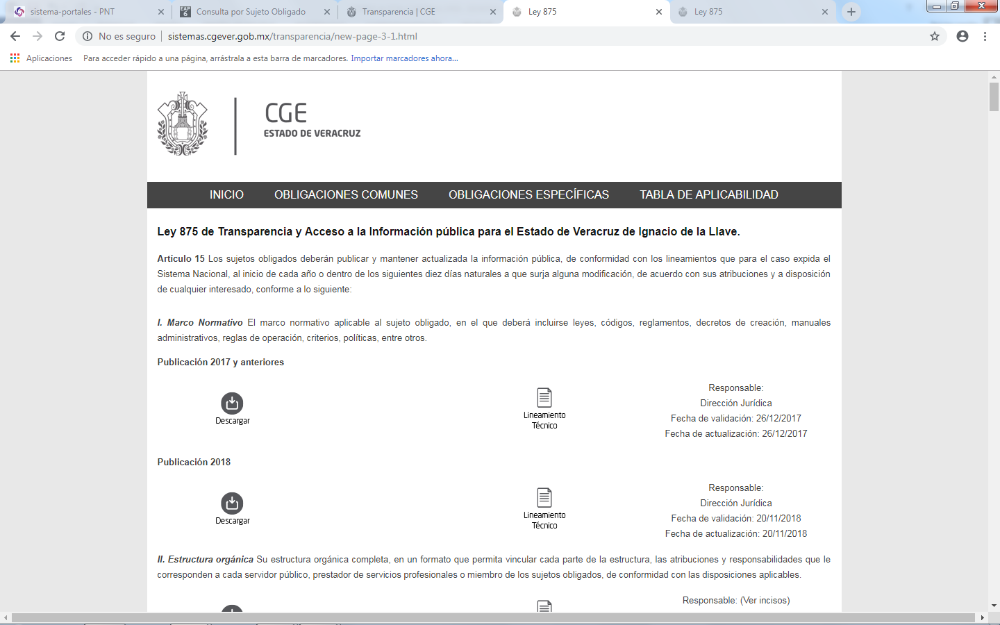 sistema-portales - PNT
Consulta por Sujeto Obligado
Transparencia | CGE
Ley 875
Ley 875
No es seguro
sistemas.cgever.gob.mx/transparencia/new-page-3-1.html
Aplicaciones
Para acceder rápido a una página, arrástrala a esta barra de marcadores. Importar marcadores ahora...
CGE
ESTADO DE VERACRUZ
INICIO
OBLIGACIONES COMUNES
OBLIGACIONES ESPECÍFICAS
TABLA DE APLICABILIDAD
Ley 875 de Transparencia y Acceso a la Información pública para el Estado de Veracruz de Ignacio de la Llave.
Artículo 15 Los sujetos obligados deberán publicar y mantener actualizada la información pública, de conformidad con los lineamientos que para el caso expida el
Sistema Nacional, al inicio de cada año o dentro de los siguientes diez días naturales a que surja alguna modificación, de acuerdo con sus atribuciones y a disposición
de cualquier interesado, conforme a lo siguiente:
I. Marco Normativo El marco normativo aplicable al sujeto obligado, en el que deberá incluirse leyes, códigos, reglamentos, decretos de creación, manuales
administrativos, reglas de operación, criterios, políticas, entre otros.
Publicación 2017 y anteriores
Descargar
Lineamiento
Técnico
Responsable:
Dirección Jurídica
Fecha de validación: 26/12/2017
Fecha de actualización: 26/12/2017
Publicación 2018
Descargar
Lineamiento
Técnico
Responsable:
Dirección Jurídica
Fecha de validación: 20/11/2018
Fecha de actualización: 20/11/2018
II. Estructura orgánica Su estructura orgánica completa, en un formato que permita vincular cada parte de la estructura, las atribuciones y responsabilidades que le
corresponden a cada servidor público, prestador de servicios profesionales o miembro de los sujetos obligados, de conformidad con las disposiciones aplicables.
Responsable: (Ver incisos)